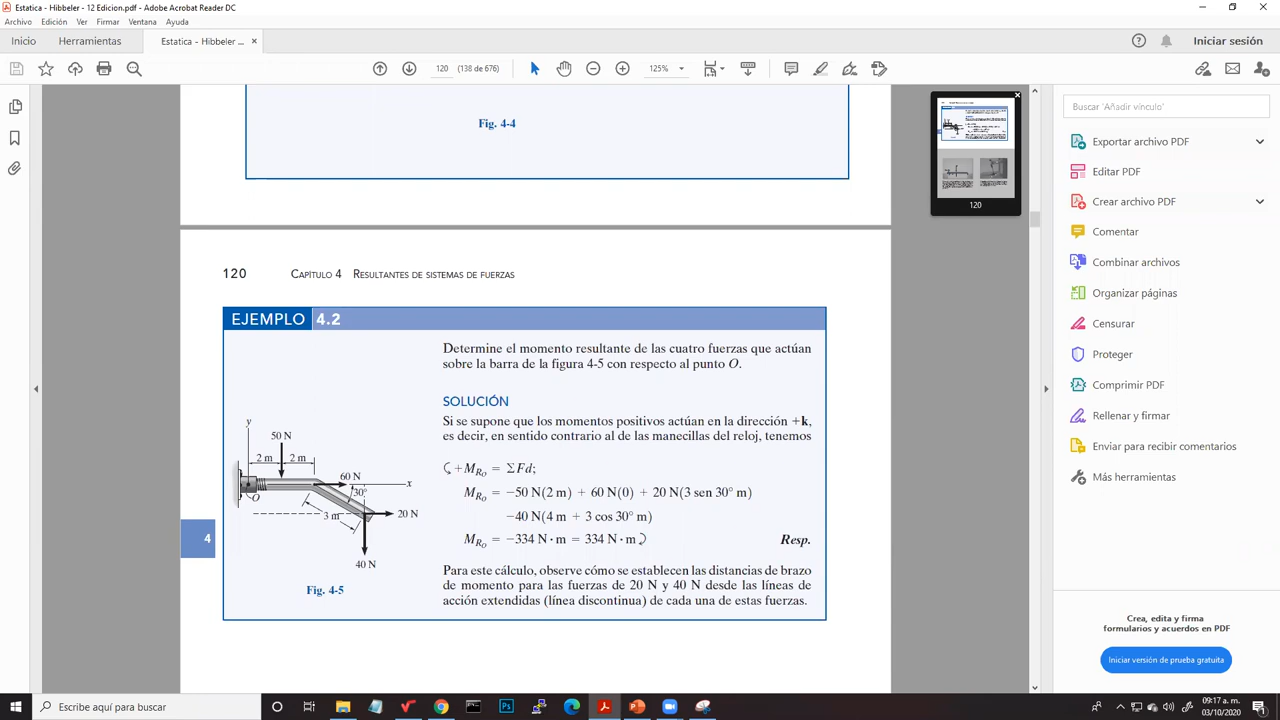 Estatica - Hibbeler - 12 Edicion.pdf - Adobe Acrobat Reader DC
Archivo Edición Ver Firmar Ventana Ayuda
Inicio Herramientas Estatica - Hibbeler ... × Iniciar sesión
120 (138 de 676) 125%
Fig. 4-4
120 CAPÍTULO 4 RESULTANTES DE SISTEMAS DE FUERZAS
EJEMPLO 4.2
Determine el momento resultante de las cuatro fuerzas que actúan
sobre la barra de la figura 4-5 con respecto al punto O.
SOLUCIÓN
Si se supone que los momentos positivos actúan en la dirección +k,
es decir, en sentido contrario al de las manecillas del reloj, tenemos
↺+M_{R_O} = ΣFd;
M_{R_O} = −50 N(2 m) + 60 N(0) + 20 N(3 sen 30° m)
−40 N(4 m + 3 cos 30° m)
M_{R_O} = −334 N·m = 334 N·m ↻ Resp.
Para este cálculo, observe cómo se establecen las distancias de brazo
de momento para las fuerzas de 20 N y 40 N desde las líneas de
acción extendidas (línea discontinua) de cada una de estas fuerzas.
y
50 N
2 m 2 m
60 N
x
O
30°
3 m
20 N
40 N
Fig. 4-5
4
120
Buscar 'Añadir vínculo'
Exportar archivo PDF
Editar PDF
Crear archivo PDF
Comentar
Combinar archivos
Organizar páginas
Censurar
Proteger
Comprimir PDF
Rellenar y firmar
Enviar para recibir comentarios
Más herramientas
Crea, edita y firma
formularios y acuerdos en PDF
Iniciar versión de prueba gratuita
Escribe aquí para buscar
09:17 a. m.
03/10/2020